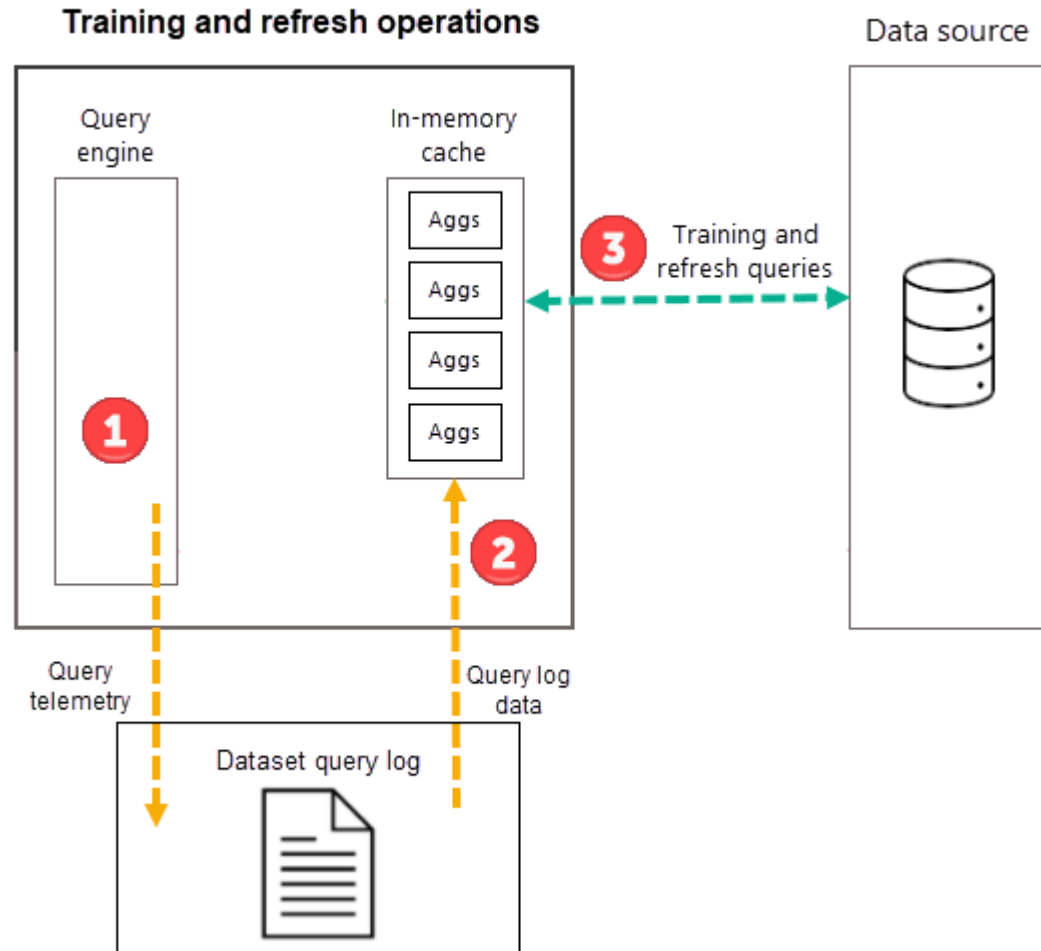 Training and refresh operations
Data source
Query
engine
In-memory
cache
Aggs
Aggs
Aggs
Aggs
3
Training and
refresh queries
1
2
Query
telemetry
Query log
data
Dataset query log